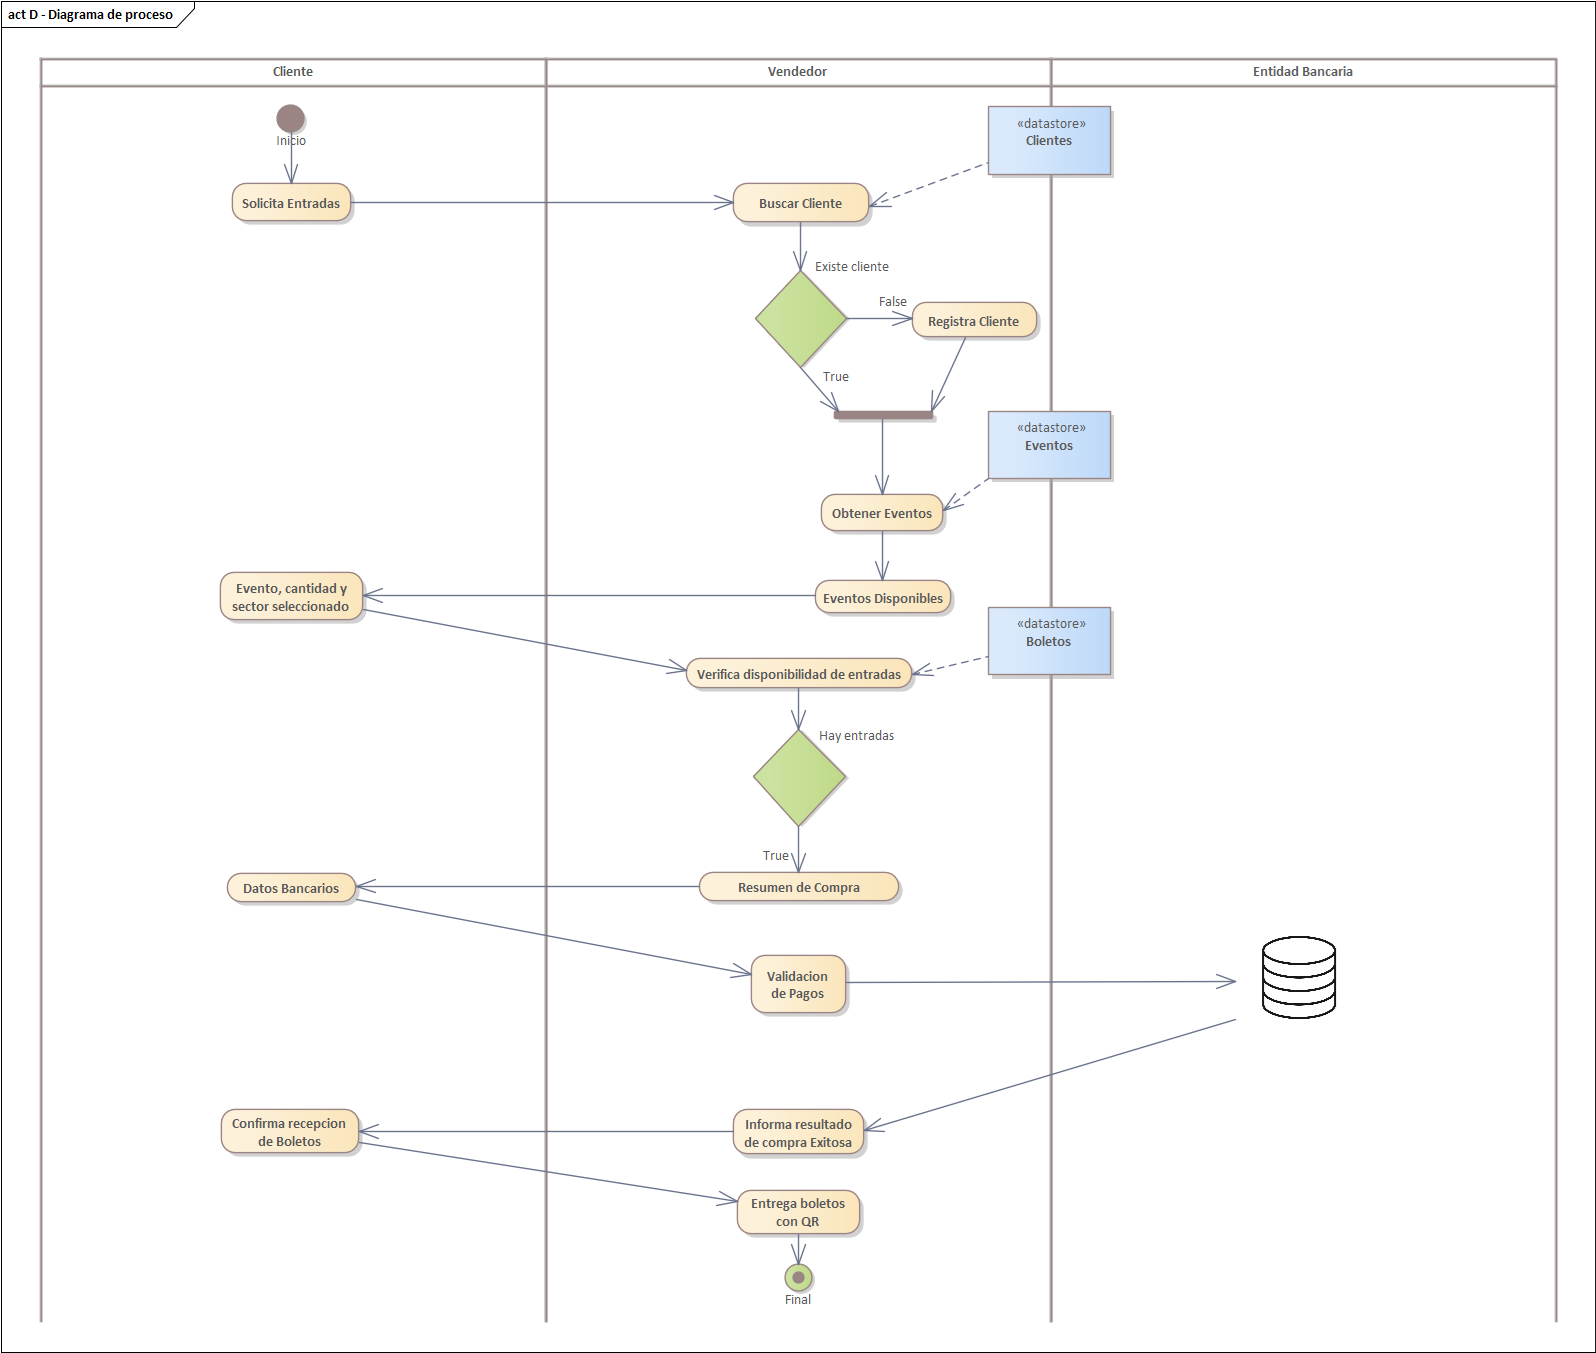 act D - Diagrama de proceso
Cliente
Vendedor
Entidad Bancaria
Inicio
«datastore»
Clientes
Solicita Entradas
Buscar Cliente
Existe cliente
False
Registra Cliente
True
«datastore»
Eventos
Obtener Eventos
Evento, cantidad y
sector seleccionado
Eventos Disponibles
«datastore»
Boletos
Verifica disponibilidad de entradas
Hay entradas
True
Datos Bancarios
Resumen de Compra
Validacion
de Pagos
Confirma recepcion
de Boletos
Informa resultado
de compra Exitosa
Entrega boletos
con QR
Final